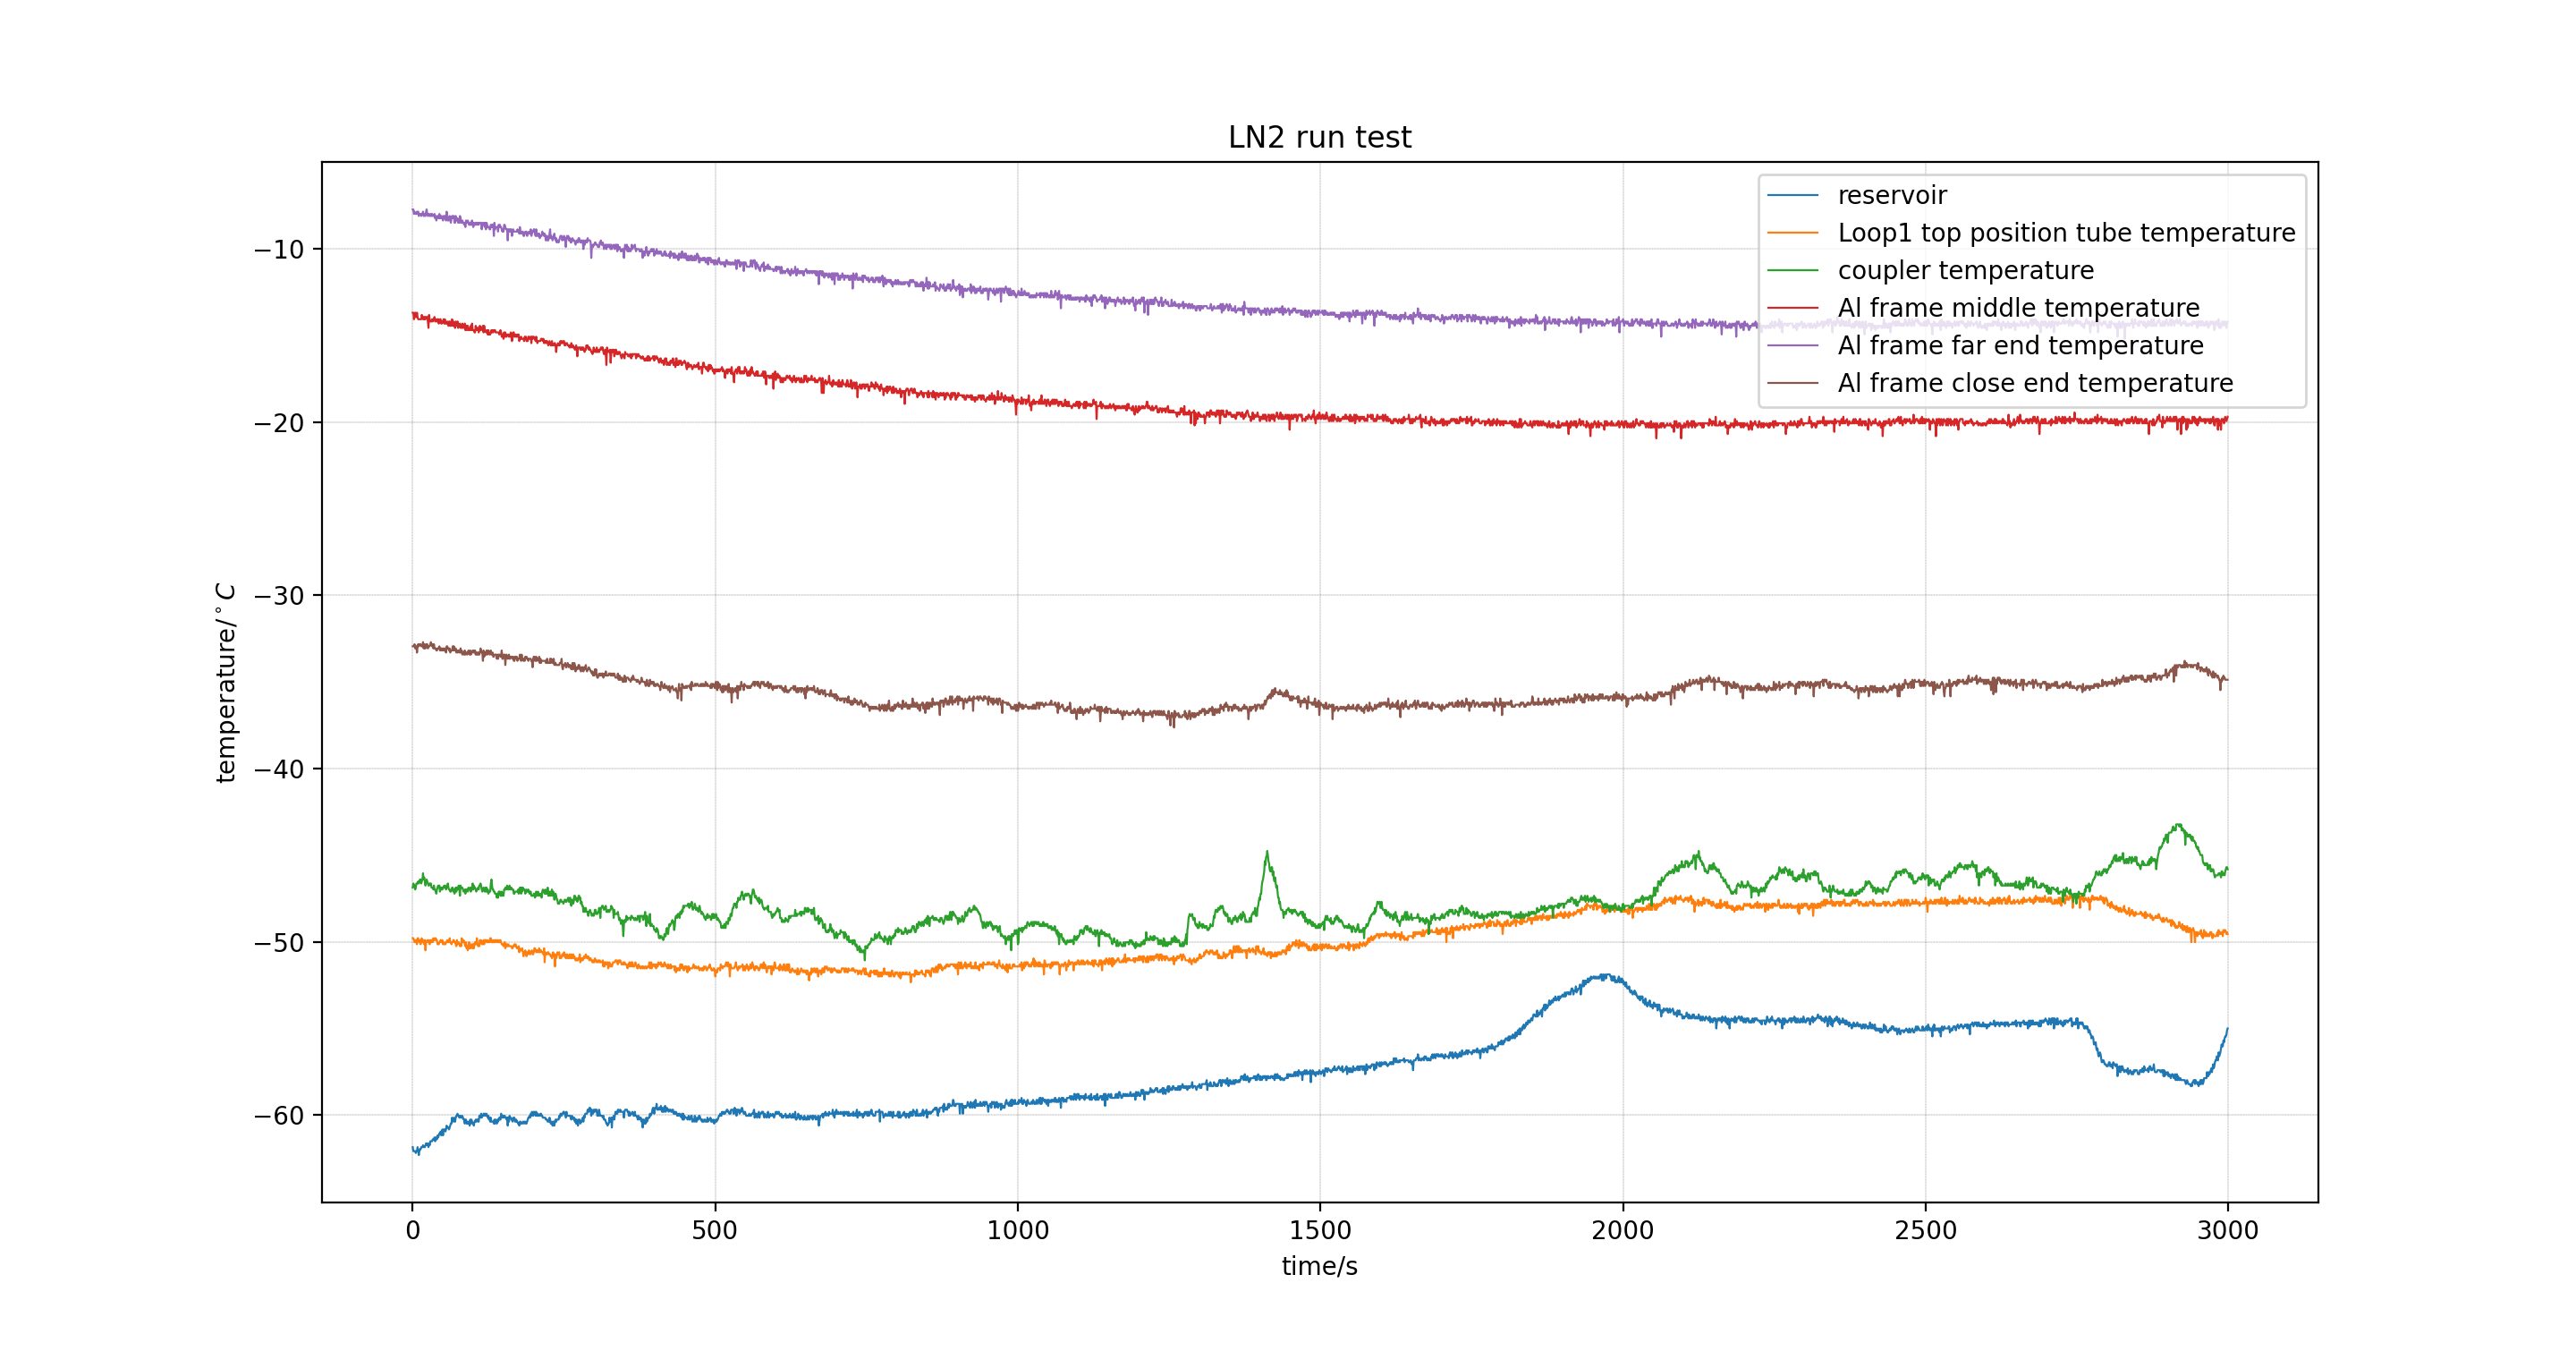 LN2 run test
reservoir
Loop1 top position tube temperature
coupler temperature
Al frame middle temperature
Al frame far end temperature
Al frame close end temperature
temperature/°C
−10
−20
−30
−40
−50
−60
0 500 1000 1500 2000 2500 3000
time/s